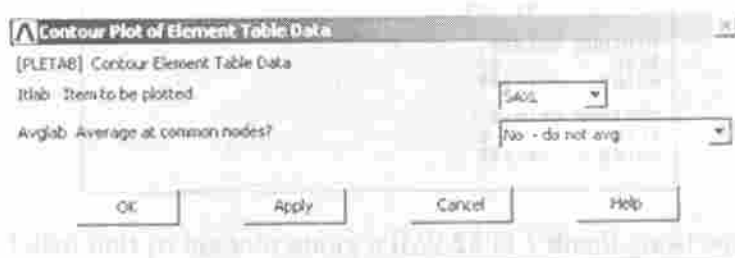 Contour Plot of Element Table Data
[PLETAB] Contour Element Table Data
Itlab Item to be plotted
Avglab Average at common nodes? No - do not avg
OK Apply Cancel Help